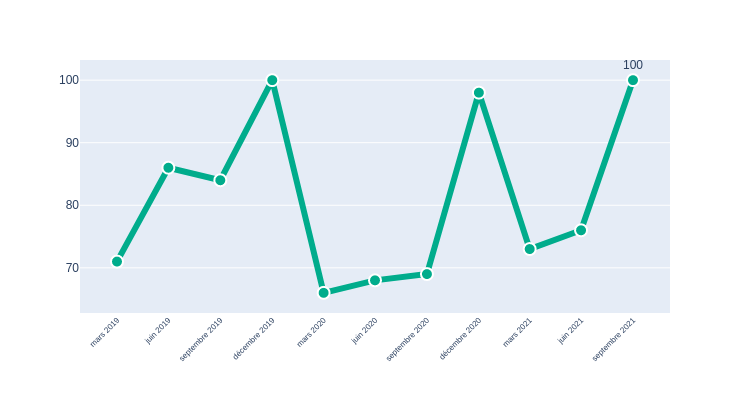 100
100
90
80
70
mars 2019
juin 2019
septembre 2019
décembre 2019
mars 2020
juin 2020
septembre 2020
décembre 2020
mars 2021
juin 2021
septembre 2021